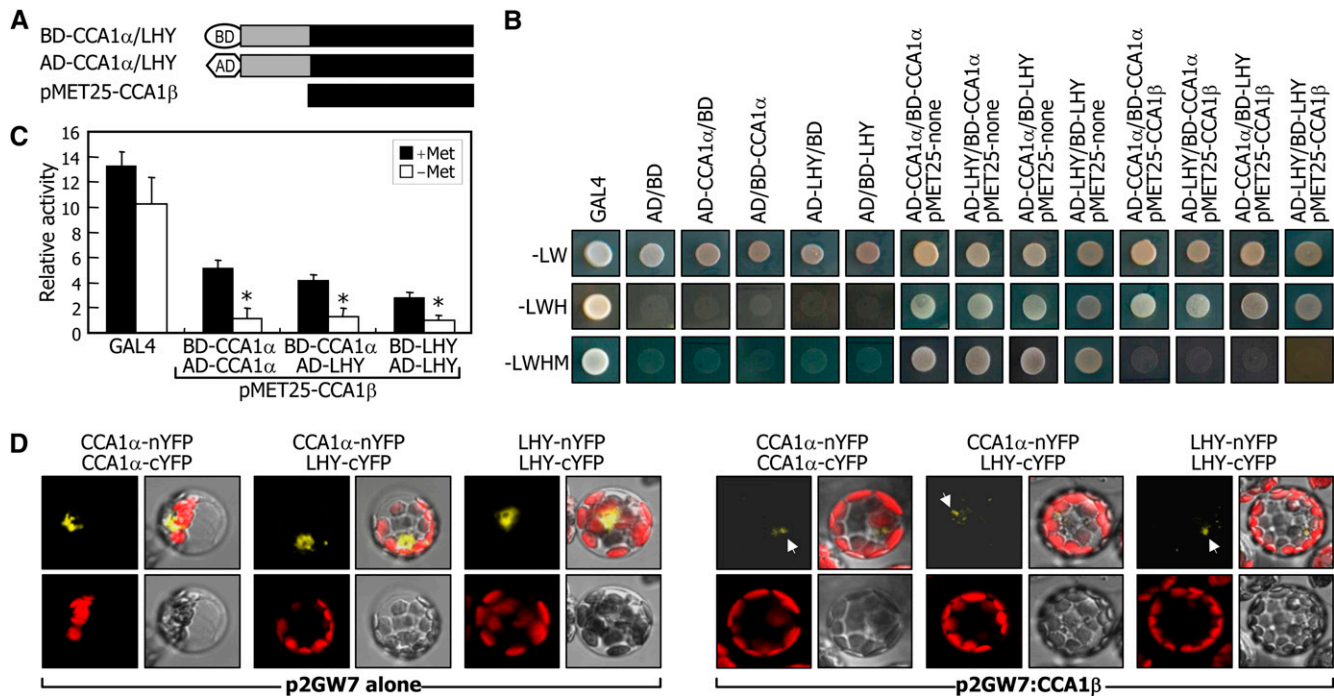 A
BD-CCA1α/LHY
BD
AD-CCA1α/LHY
AD
pMET25-CCA1β
B
GAL4
AD/BD
AD-CCA1α/BD
AD/BD-CCA1α
AD-LHY/BD
AD/BD-LHY
AD-CCA1α/BD-CCA1α
pMET25-none
AD-LHY/BD-CCA1α
pMET25-none
AD-CCA1α/BD-LHY
pMET25-none
AD-LHY/BD-LHY
pMET25-none
AD-CCA1α/BD-CCA1α
pMET25-CCA1β
AD-LHY/BD-CCA1α
pMET25-CCA1β
AD-CCA1α/BD-LHY
pMET25-CCA1β
AD-LHY/BD-LHY
pMET25-CCA1β
-LW
-LWH
-LWHM
C
Relative activity
16
14
12
10
8
6
4
2
0
+Met
−Met
*
*
*
GAL4
BD-CCA1α
AD-CCA1α
BD-CCA1α
AD-LHY
BD-LHY
AD-LHY
pMET25-CCA1β
D
CCA1α-nYFP
CCA1α-cYFP
CCA1α-nYFP
LHY-cYFP
LHY-nYFP
LHY-cYFP
p2GW7 alone
CCA1α-nYFP
CCA1α-cYFP
CCA1α-nYFP
LHY-cYFP
LHY-nYFP
LHY-cYFP
p2GW7:CCA1β